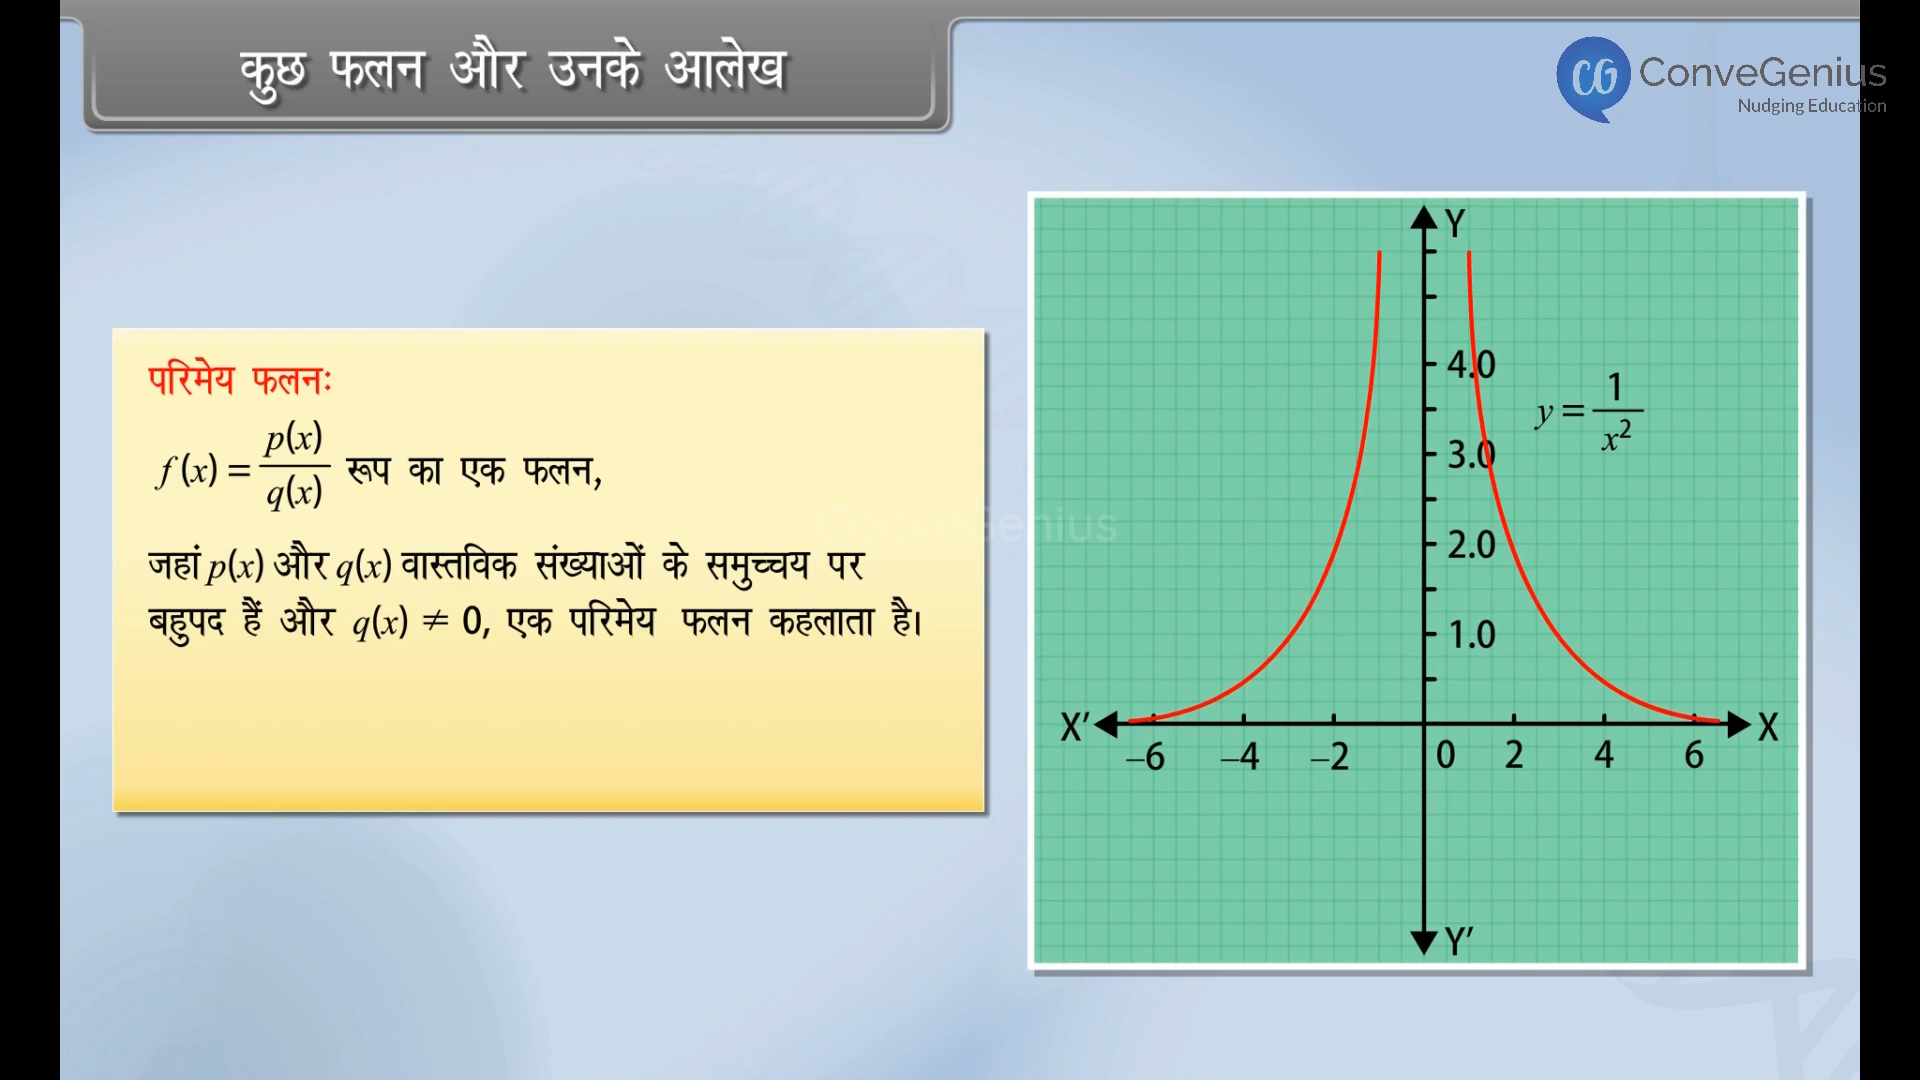 कुछ फलन और उनके आलेख
ConveGenius
Nudging Education
परिमेय फलनः
f(x) = p(x)/q(x) रूप का एक फलन,
जहां p(x) और q(x) वास्तविक संख्याओं के समुच्चय पर
बहुपद हैं और q(x) ≠ 0, एक परिमेय फलन कहलाता है।
ConveGenius
Y
4.0
y = 1/x²
3.0
2.0
1.0
X′
X
–6 –4 –2 0 2 4 6
Y′